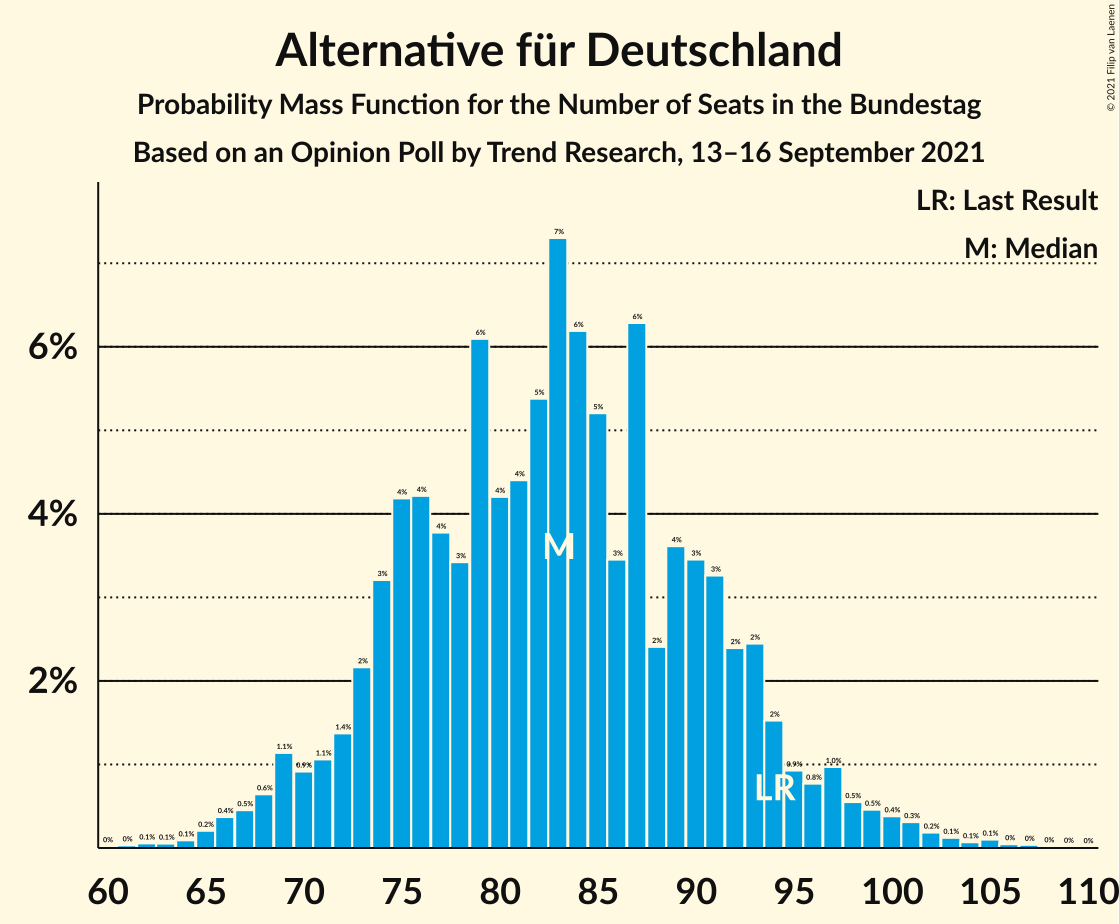 Alternative für Deutschland
Probability Mass Function for the Number of Seats in the Bundestag
Based on an Opinion Poll by Trend Research, 13–16 September 2021
© 2021 Filip van Laenen
LR: Last Result
M: Median
6%
4%
2%
0% 0% 0.1% 0.1% 0.1% 0.2% 0.4% 0.5% 0.6% 1.1% 0.9% 1.1% 1.4% 2% 3% 4% 4% 4% 3% 6% 4% 4% 5% 7% 6% 5% 3% 6% 2% 4% 3% 3% 2% 2% 2% 0.9% 0.8% 1.0% 0.5% 0.5% 0.4% 0.3% 0.2% 0.1% 0.1% 0.1% 0% 0% 0% 0% 0%
M
LR
60 65 70 75 80 85 90 95 100 105 110